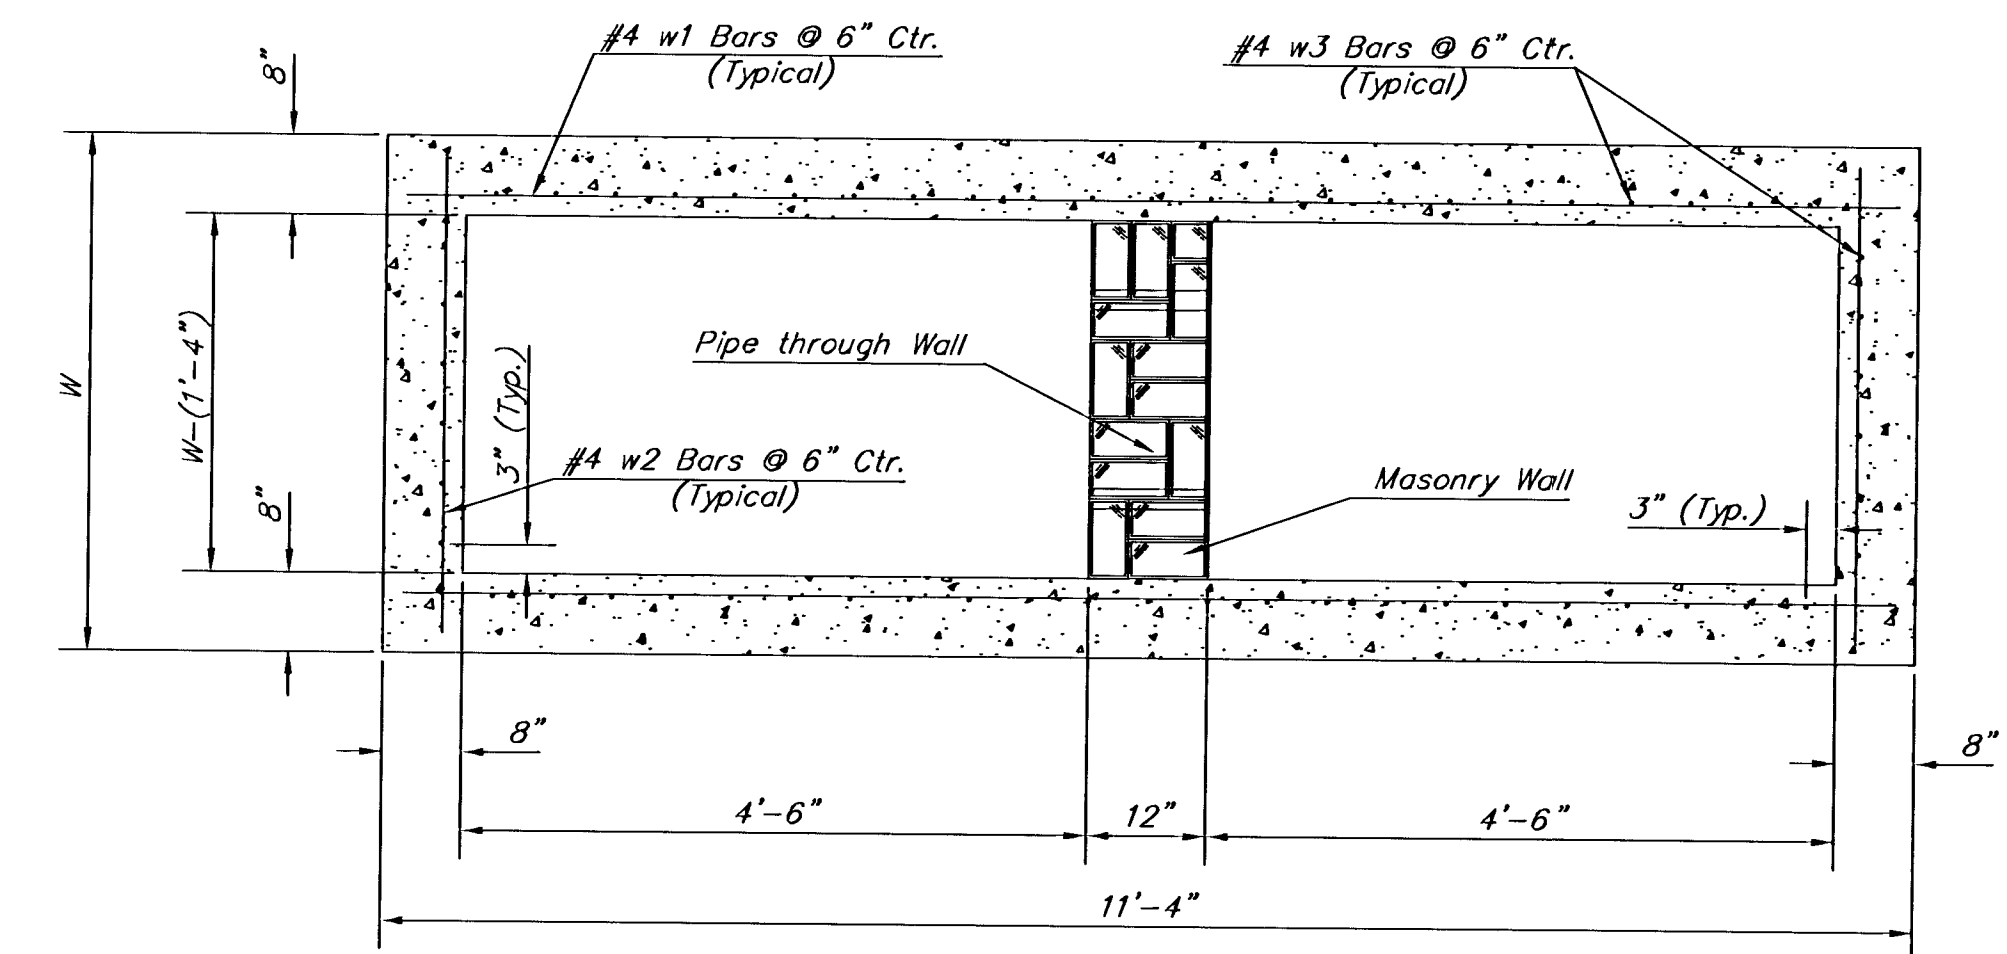 #4 w1 Bars @ 6" Ctr.
(Typical)
#4 w3 Bars @ 6" Ctr.
(Typical)
8"
W
W-(1'-4")
Pipe through Wall
3" (Typ.)
#4 w2 Bars @ 6" Ctr.
(Typical)
Masonry Wall
3" (Typ.)
8"
8"
8"
4'-6"
12"
4'-6"
11'-4"